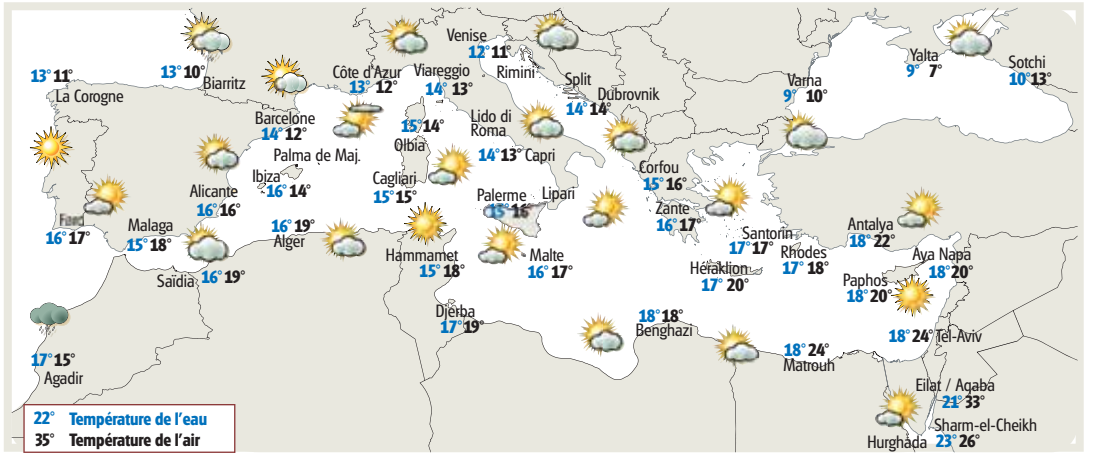 13° 11°
La Corogne
13° 10°
Biarritz
Côte d'Azur
13° 12°
Viareggio
14° 13°
Venise
12° 11°
Rimini
Split
Dubrovnik
14° 14°
Varna
9° 10°
Yalta
9° 7°
Sotchi
10° 13°
Barcelone
14° 12°
Palma de Maj.
Ibiza
16° 14°
15° 14°
Olbia
Lido di
Roma
14° 13° Capri
Cagliari
15° 15°
Palerme
15° 16°
Lipari
Corfou
15° 16°
Zante
16° 17°
Santorin
17° 17°
Rhodes
17° 18°
Antalya
18° 22°
Alicante
16° 16°
16° 17°
Malaga
15° 18°
16° 19°
Alger
Saïdia
16° 19°
Hammamet
15° 18°
Malte
16° 17°
Héraklion
17° 20°
Paphos
18° 20°
Aya Napa
18° 20°
Djerba
17° 19°
18° 18°
Benghazi
18° 24°
Matrouh
18° 24° Tel-Aviv
17° 15°
Agadir
Eilat / Aqaba
21° 33°
Sharm-el-Cheikh
Hurghada 23° 26°
22° Température de l'eau
35° Température de l'air